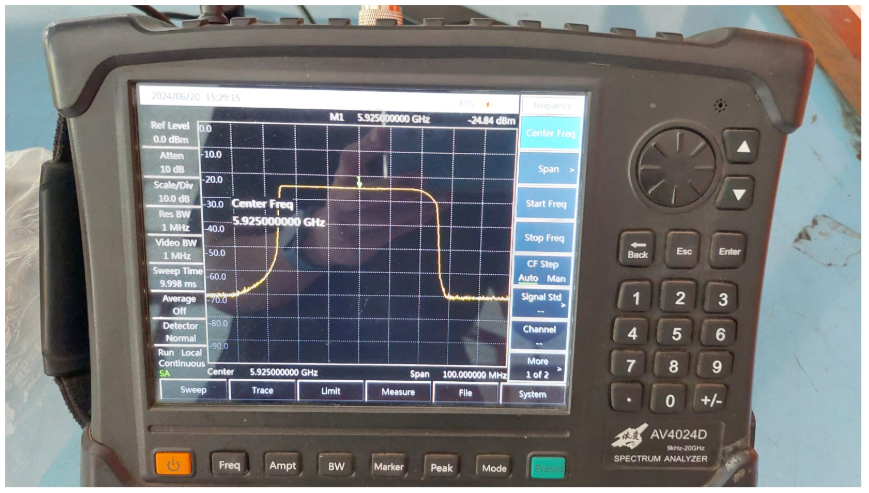 2024/06/20 15:29:15
87%
Frequency
M1 5.925000000 GHz -24.84 dBm
Ref Level
0.0 dBm
0.0
Center Freq
Atten
10 dB
-10.0
Scale/Div
10.0 dB
-20.0
Span >
Res BW
1 MHz
-30.0
Center Freq
5.925000000 GHz
Start Freq
Video BW
1 MHz
-40.0
Stop Freq
Sweep Time
9.998 ms
-50.0
-60.0
CF Step
Auto Man
Average
Off
-70.0
Signal Std >
--
Detector
Normal
-80.0
Channel
--
Run Local
Continuous
SA
-90.0
More >
1 of 2
Center 5.925000000 GHz Span 100.000000 MHz
Sweep Trace Limit Measure File System
Back Esc Enter
1 2 3
4 5 6
7 8 9
. 0 +/-
AV4024D
9kHz-20GHz
SPECTRUM ANALYZER
Freq Ampt BW Marker Peak Mode Preset